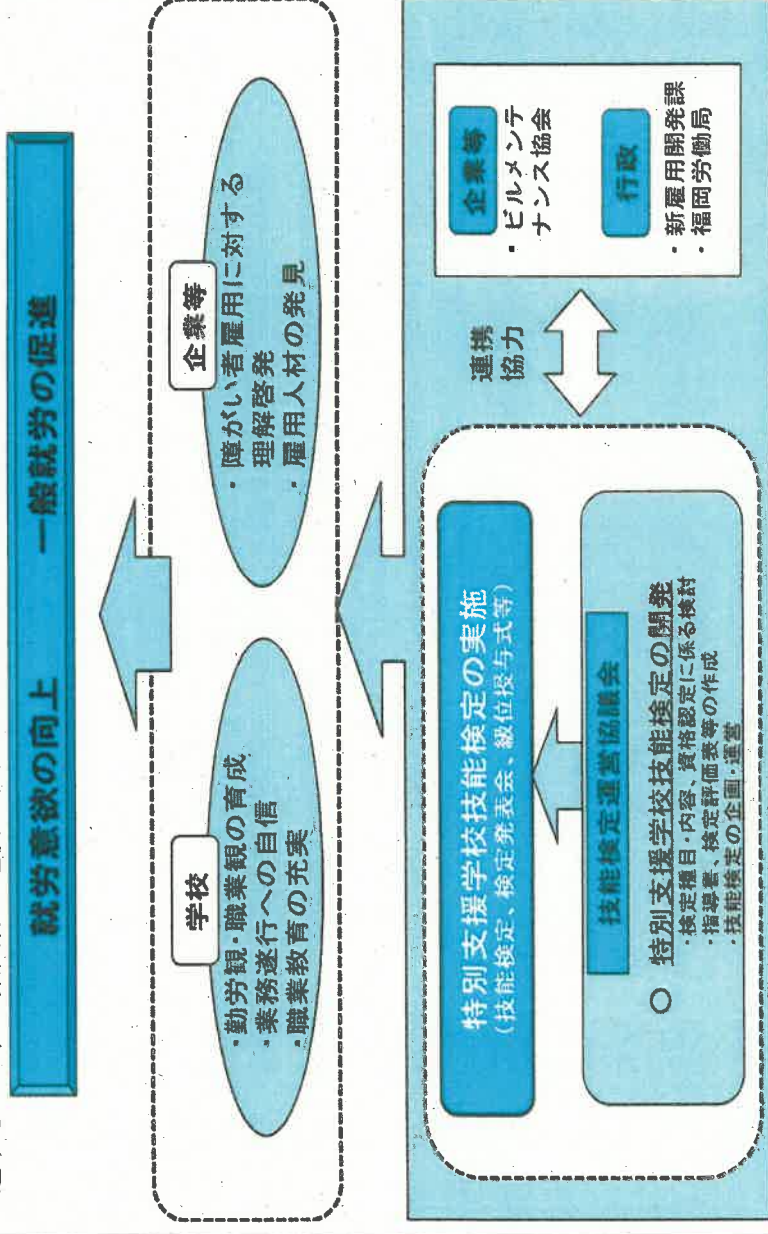 就労意欲の向上　一般就労の促進
学校
・勤労観・職業観の育成
・業務遂行への自信
・職業教育の充実
企業等
・障がい者雇用に対する
理解啓発
・雇用人材の発見
特別支援学校技能検定の実施
(技能検定、検定発表会、級位授与式等)
技能検定運営協議会
○ 特別支援学校技能検定の開発
・検定種目・内容、資格認定に係る検討
・指導書、検定評価表等の作成
・技能検定の企画・運営
連携
協力
企業等
・ビルメンテ
ナンス協会
行政
・新雇用開発課
・福岡労働局